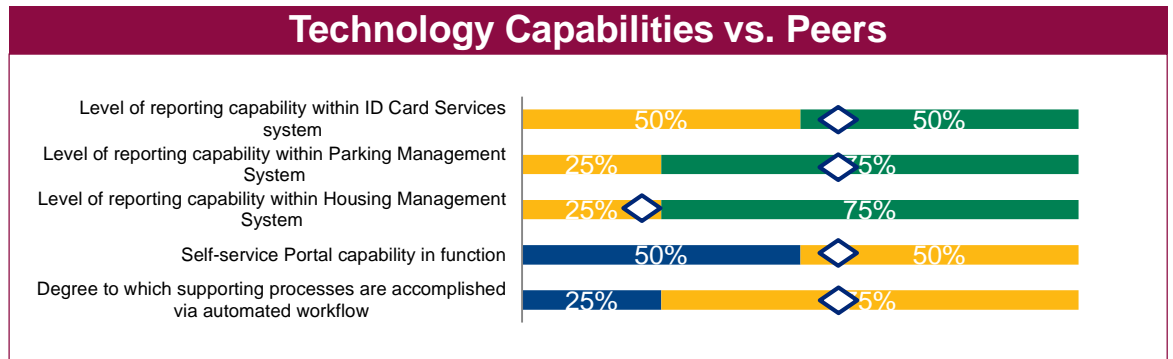 Technology Capabilities vs. Peers
Level of reporting capability within ID Card Services
system
50% 50%
Level of reporting capability within Parking Management
System
25% 75%
Level of reporting capability within Housing Management
System
25% 75%
Self-service Portal capability in function
50% 50%
Degree to which supporting processes are accomplished
via automated workflow
25% 75%